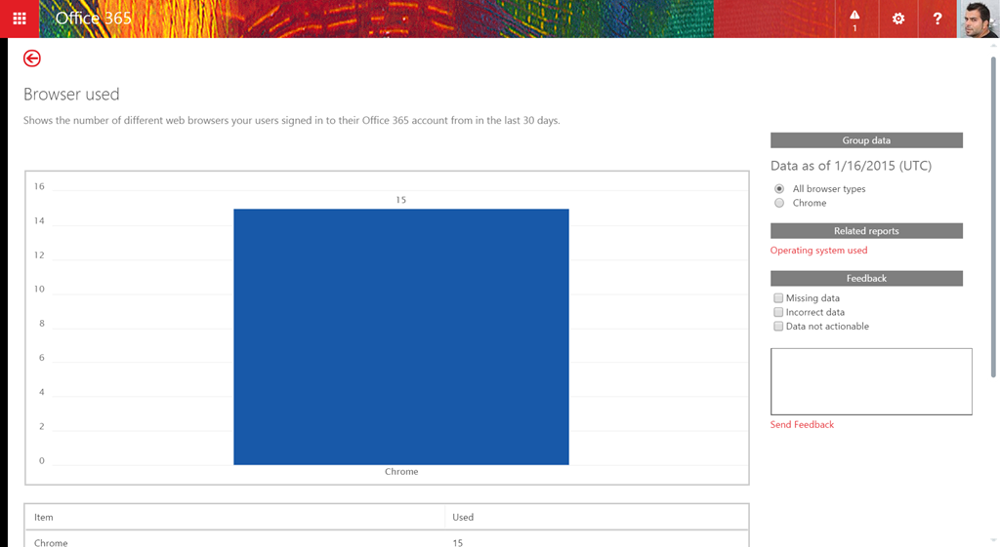 Office 365
1
?
Browser used
Shows the number of different web browsers your users signed in to their Office 365 account from in the last 30 days.
16
14
12
10
8
6
4
2
0
15
Chrome
Item Used
Chrome 15
Group data
Data as of 1/16/2015 (UTC)
All browser types
Chrome
Related reports
Operating system used
Feedback
Missing data
Incorrect data
Data not actionable
Send Feedback